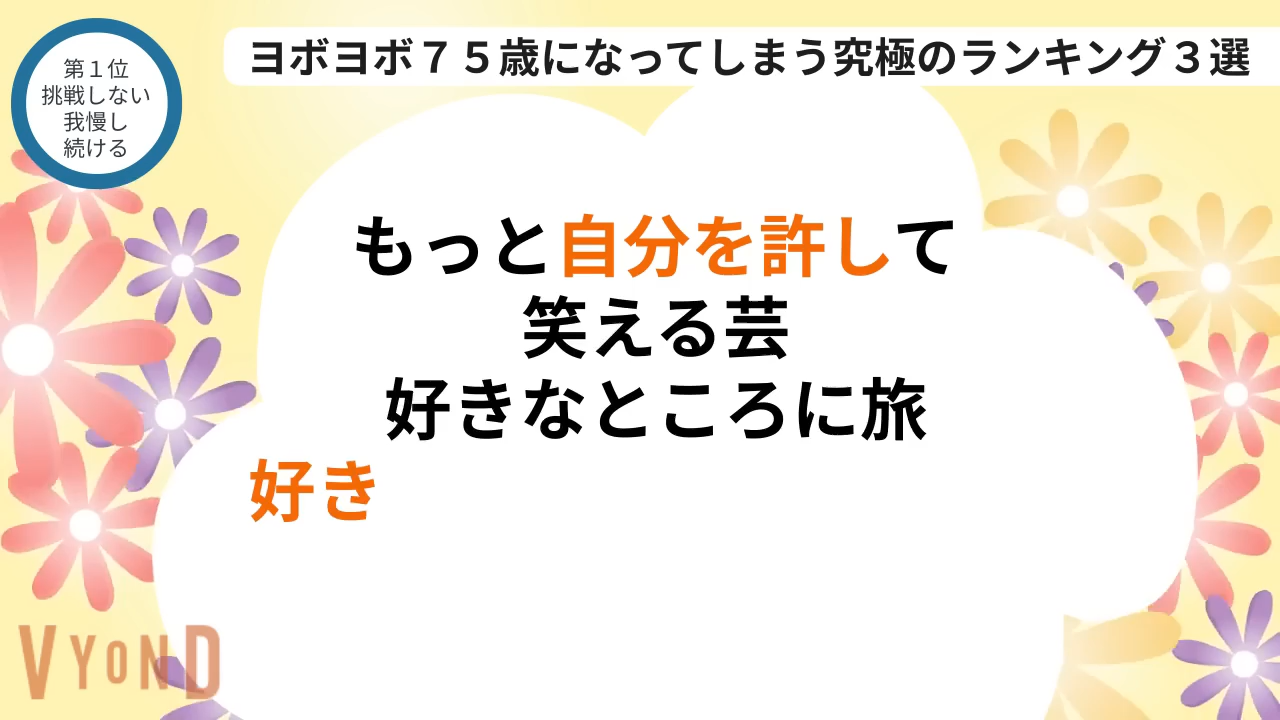 ヨボヨボ７５歳になってしまう究極のランキング３選
第１位
挑戦しない
我慢し
続ける
もっと自分を許して
笑える芸
好きなところに旅
好き
VYOND